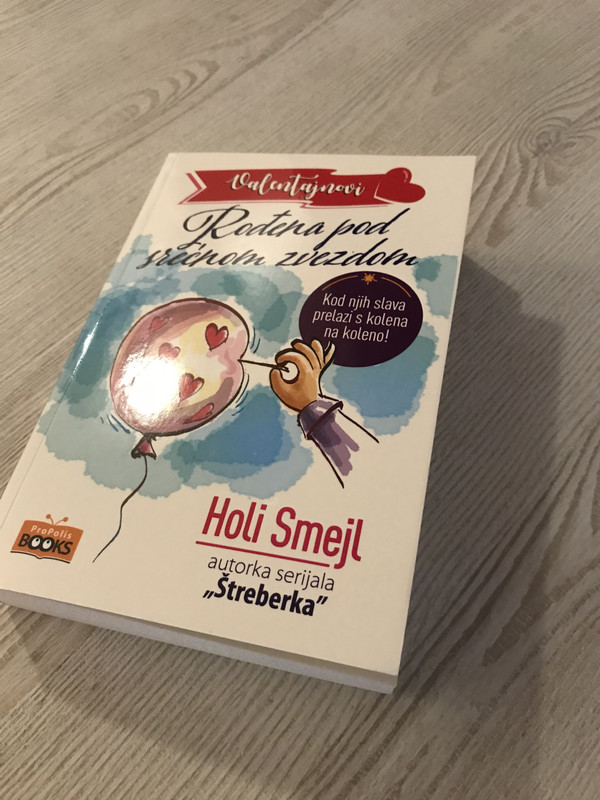 Valentajnovi
Rođena pod
srećnom zvezdom
Kod njih slava
prelazi s kolena
na koleno!
Holi Smejl
autorka serijala
„Štreberka”
ProPolis
BOOKS